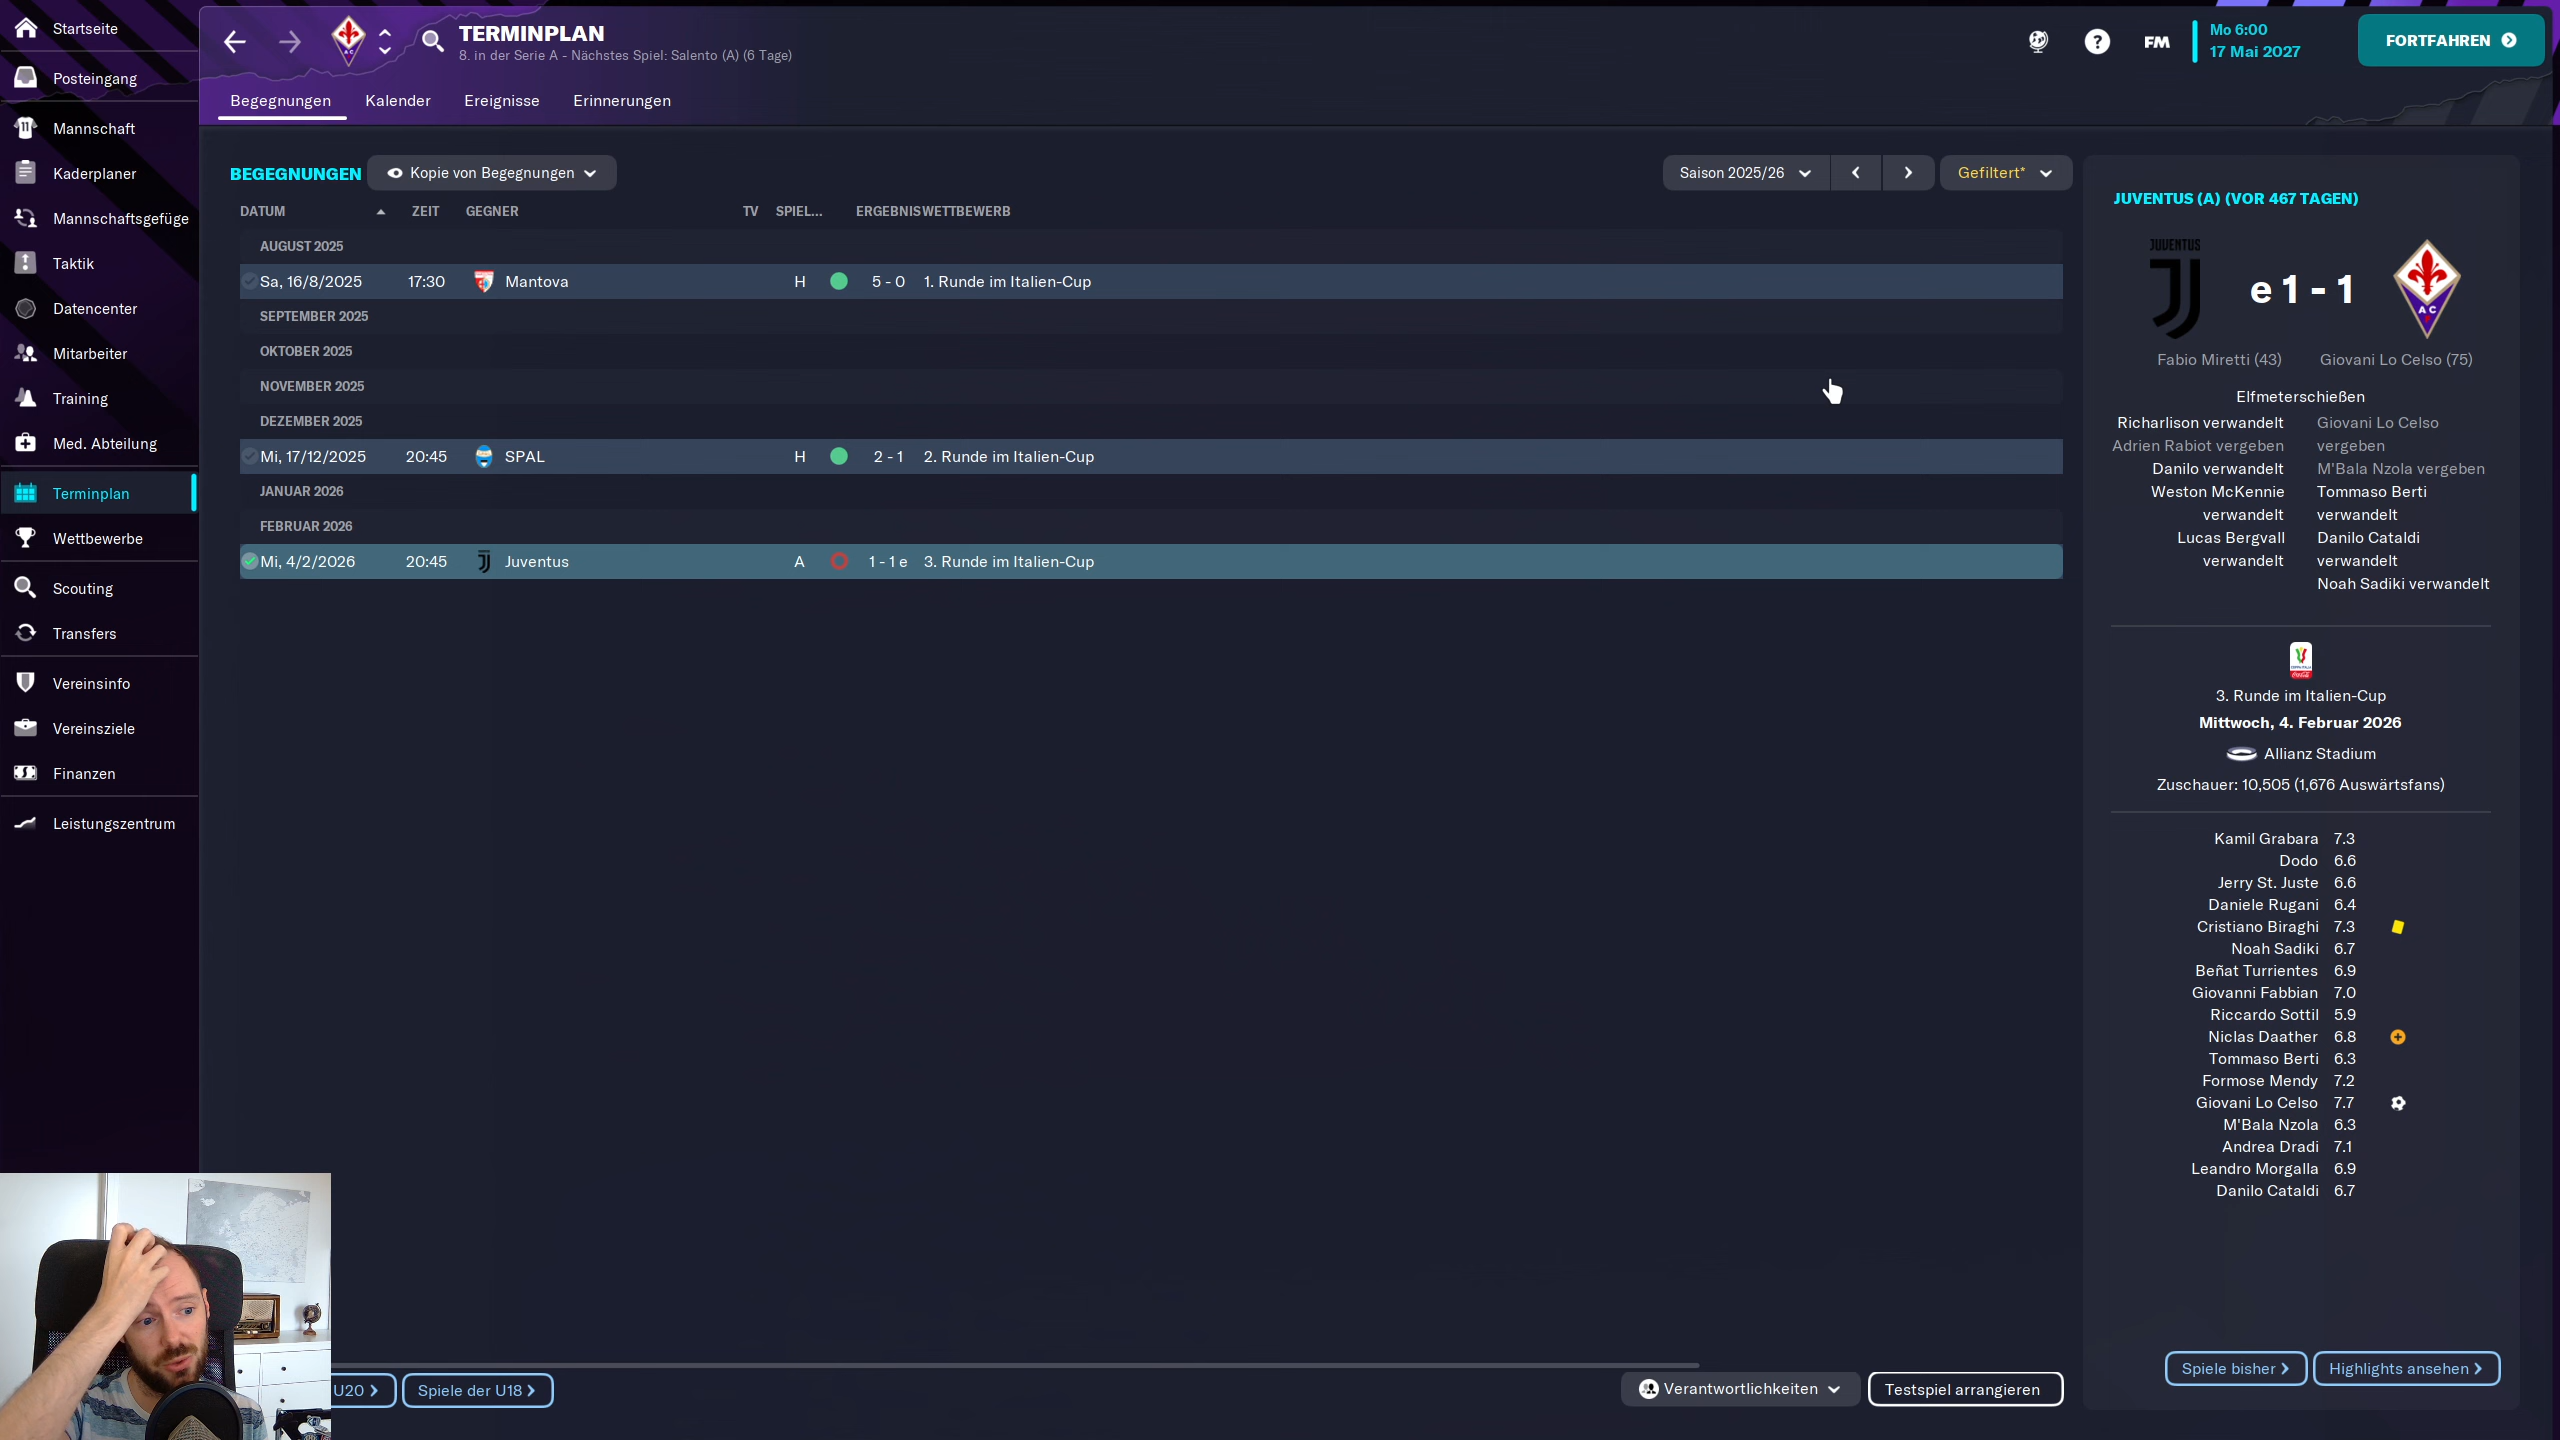 Startseite
Posteingang
Mannschaft
Kaderplaner
Mannschaftsgefüge
Taktik
Datencenter
Mitarbeiter
Training
Med. Abteilung
Terminplan
Wettbewerbe
Scouting
Transfers
Vereinsinfo
Vereinsziele
Finanzen
Leistungszentrum
TERMINPLAN
8. in der Serie A - Nächstes Spiel: Salento (A) (6 Tage)
FM
Mo 6:00
17 Mai 2027
FORTFAHREN
Begegnungen Kalender Ereignisse Erinnerungen
BEGEGNUNGEN Kopie von Begegnungen Saison 2025/26 Gefiltert*
DATUM ZEIT GEGNER TV SPIEL... ERGEBNIS WETTBEWERB
AUGUST 2025
Sa, 16/8/2025 17:30 Mantova H 5 - 0 1. Runde im Italien-Cup
SEPTEMBER 2025
OKTOBER 2025
NOVEMBER 2025
DEZEMBER 2025
Mi, 17/12/2025 20:45 SPAL H 2 - 1 2. Runde im Italien-Cup
JANUAR 2026
FEBRUAR 2026
Mi, 4/2/2026 20:45 Juventus A 1 - 1 e 3. Runde im Italien-Cup
U20 Spiele der U18 Verantwortlichkeiten Testspiel arrangieren
JUVENTUS (A) (VOR 467 TAGEN)
JUVENTUS
e 1 - 1
A C
Fabio Miretti (43) Giovani Lo Celso (75)
Elfmeterschießen
Richarlison verwandelt Giovani Lo Celso
Adrien Rabiot vergeben vergeben
Danilo verwandelt M'Bala Nzola vergeben
Weston McKennie Tommaso Berti
verwandelt verwandelt
Lucas Bergvall Danilo Cataldi
verwandelt verwandelt
Noah Sadiki verwandelt
3. Runde im Italien-Cup
Mittwoch, 4. Februar 2026
Allianz Stadium
Zuschauer: 10,505 (1,676 Auswärtsfans)
Kamil Grabara 7.3
Dodo 6.6
Jerry St. Juste 6.6
Daniele Rugani 6.4
Cristiano Biraghi 7.3
Noah Sadiki 6.7
Beñat Turrientes 6.9
Giovanni Fabbian 7.0
Riccardo Sottil 5.9
Niclas Daather 6.8
Tommaso Berti 6.3
Formose Mendy 7.2
Giovani Lo Celso 7.7
M'Bala Nzola 6.3
Andrea Dradi 7.1
Leandro Morgalla 6.9
Danilo Cataldi 6.7
Spiele bisher Highlights ansehen